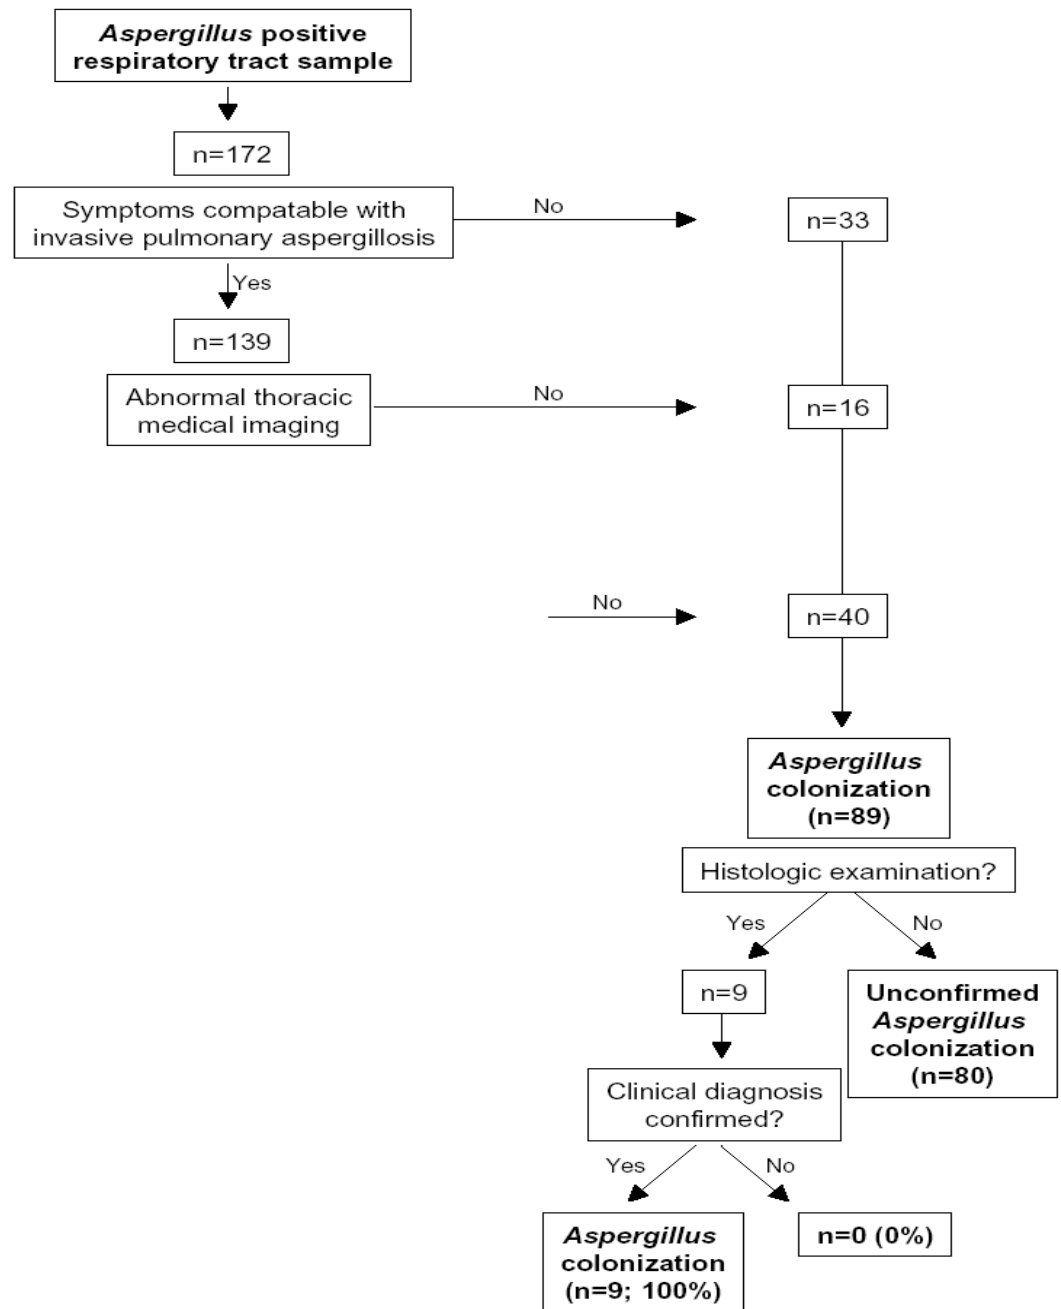 Aspergillus positive
respiratory tract sample
n=172
Symptoms compatable with
invasive pulmonary aspergillosis
No
n=33
Yes
n=139
Abnormal thoracic
medical imaging
No
n=16
No
n=40
Aspergillus
colonization
(n=89)
Histologic examination?
Yes
No
n=9
Unconfirmed
Aspergillus
colonization
(n=80)
Clinical diagnosis
confirmed?
Yes
No
Aspergillus
colonization
(n=9; 100%)
n=0 (0%)